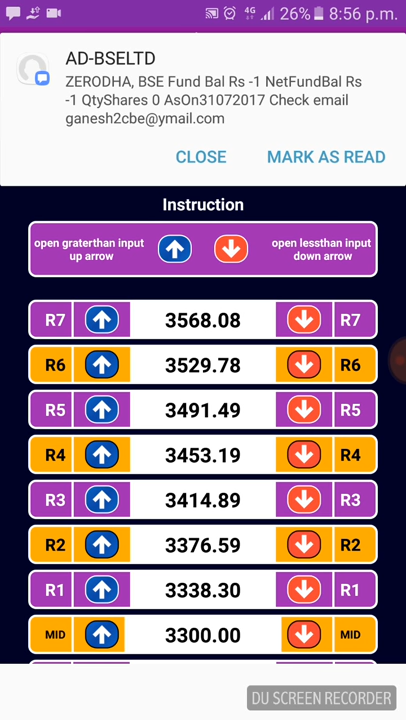 4G 26% 8:56 p.m.
AD-BSELTD
ZERODHA, BSE Fund Bal Rs -1 NetFundBal Rs
-1 QtyShares 0 AsOn31072017 Check email
ganesh2cbe@ymail.com
CLOSE MARK AS READ
Instruction
open graterthan input
up arrow
open lessthan input
down arrow
R7 3568.08 R7
R6 3529.78 R6
R5 3491.49 R5
R4 3453.19 R4
R3 3414.89 R3
R2 3376.59 R2
R1 3338.30 R1
MID 3300.00 MID
DU SCREEN RECORDER